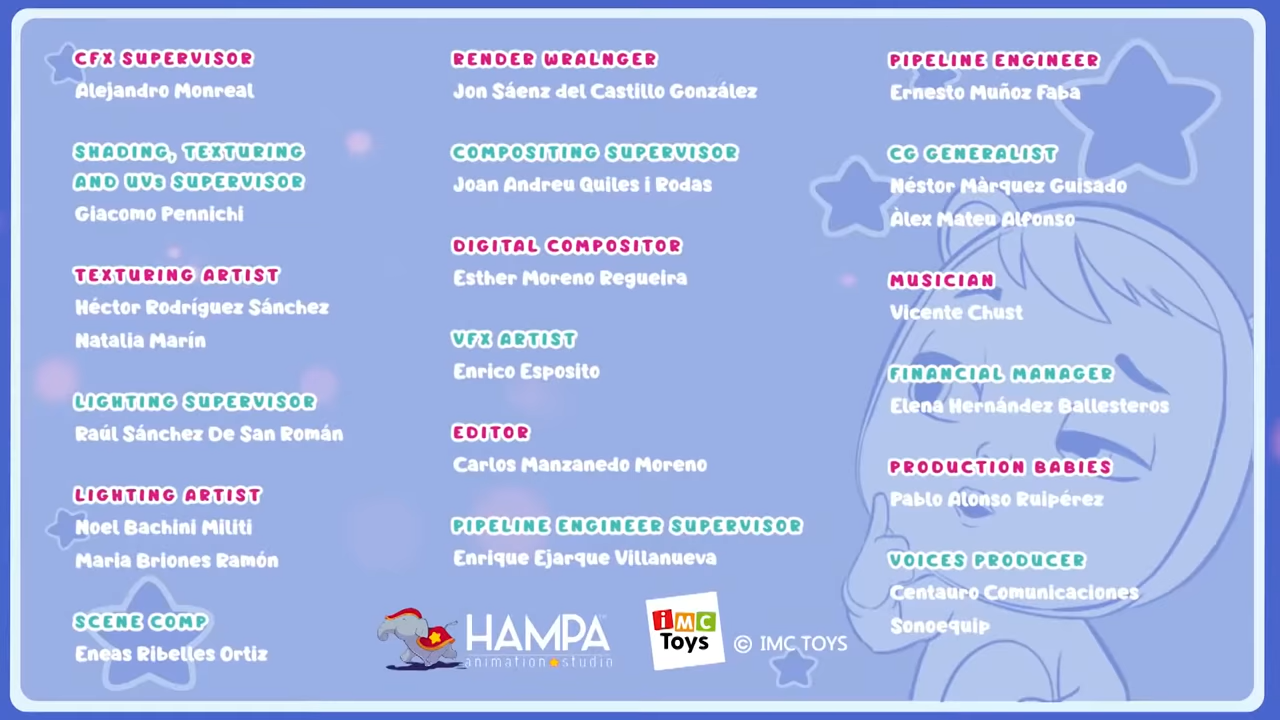 CFX SUPERVISOR
Alejandro Monreal
SHADING, TEXTURING
AND UVs SUPERVISOR
Giacomo Pennichi
TEXTURING ARTIST
Héctor Rodríguez Sánchez
Natalia Marín
LIGHTING SUPERVISOR
Raúl Sánchez De San Román
LIGHTING ARTIST
Noel Bachini Militi
Maria Briones Ramón
SCENE COMP
Eneas Ribelles Ortiz
RENDER WRALNGER
Jon Sáenz del Castillo González
COMPOSITING SUPERVISOR
Joan Andreu Quiles i Rodas
DIGITAL COMPOSITOR
Esther Moreno Regueira
VFX ARTIST
Enrico Esposito
EDITOR
Carlos Manzanedo Moreno
PIPELINE ENGINEER SUPERVISOR
Enrique Ejarque Villanueva
PIPELINE ENGINEER
Ernesto Muñoz Faba
CG GENERALIST
Néstor Màrquez Guisado
Àlex Mateu Alfonso
MUSICIAN
Vicente Chust
FINANCIAL MANAGER
Elena Hernández Ballesteros
PRODUCTION BABIES
Pablo Alonso Ruipérez
VOICES PRODUCER
Centauro Comunicaciones
Sonoequip
HAMPA
animation studio
iMC
Toys
© IMC TOYS